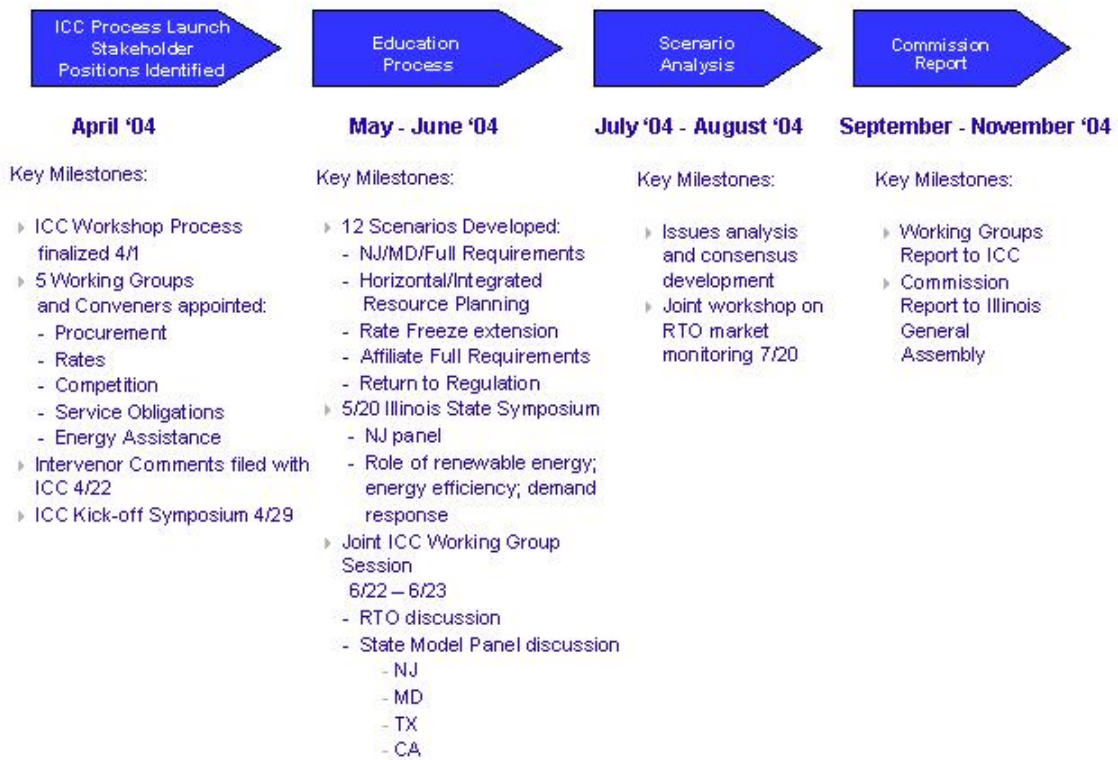 ICC Process Launch
Stakeholder
Positions Identified
Education
Process
Scenario
Analysis
Commission
Report
April ‘04
May - June ‘04
July ‘04 - August ‘04
September - November ‘04
Key Milestones:
ICC Workshop Process
finalized 4/1
5 Working Groups
and Conveners appointed:
- Procurement
- Rates
- Competition
- Service Obligations
- Energy Assistance
Intervenor Comments filed with
ICC 4/22
ICC Kick-off Symposium 4/29
Key Milestones:
12 Scenarios Developed:
- NJ/MD/Full Requirements
- Horizontal/Integrated
Resource Planning
- Rate Freeze extension
- Affiliate Full Requirements
- Return to Regulation
5/20 Illinois State Symposium
- NJ panel
- Role of renewable energy;
energy efficiency; demand
response
Joint ICC Working Group
Session
6/22 – 6/23
- RTO discussion
- State Model Panel discussion
- NJ
- MD
- TX
- CA
Key Milestones:
Issues analysis
and consensus
development
Joint workshop on
RTO market
monitoring 7/20
Key Milestones:
Working Groups
Report to ICC
Commission
Report to Illinois
General
Assembly